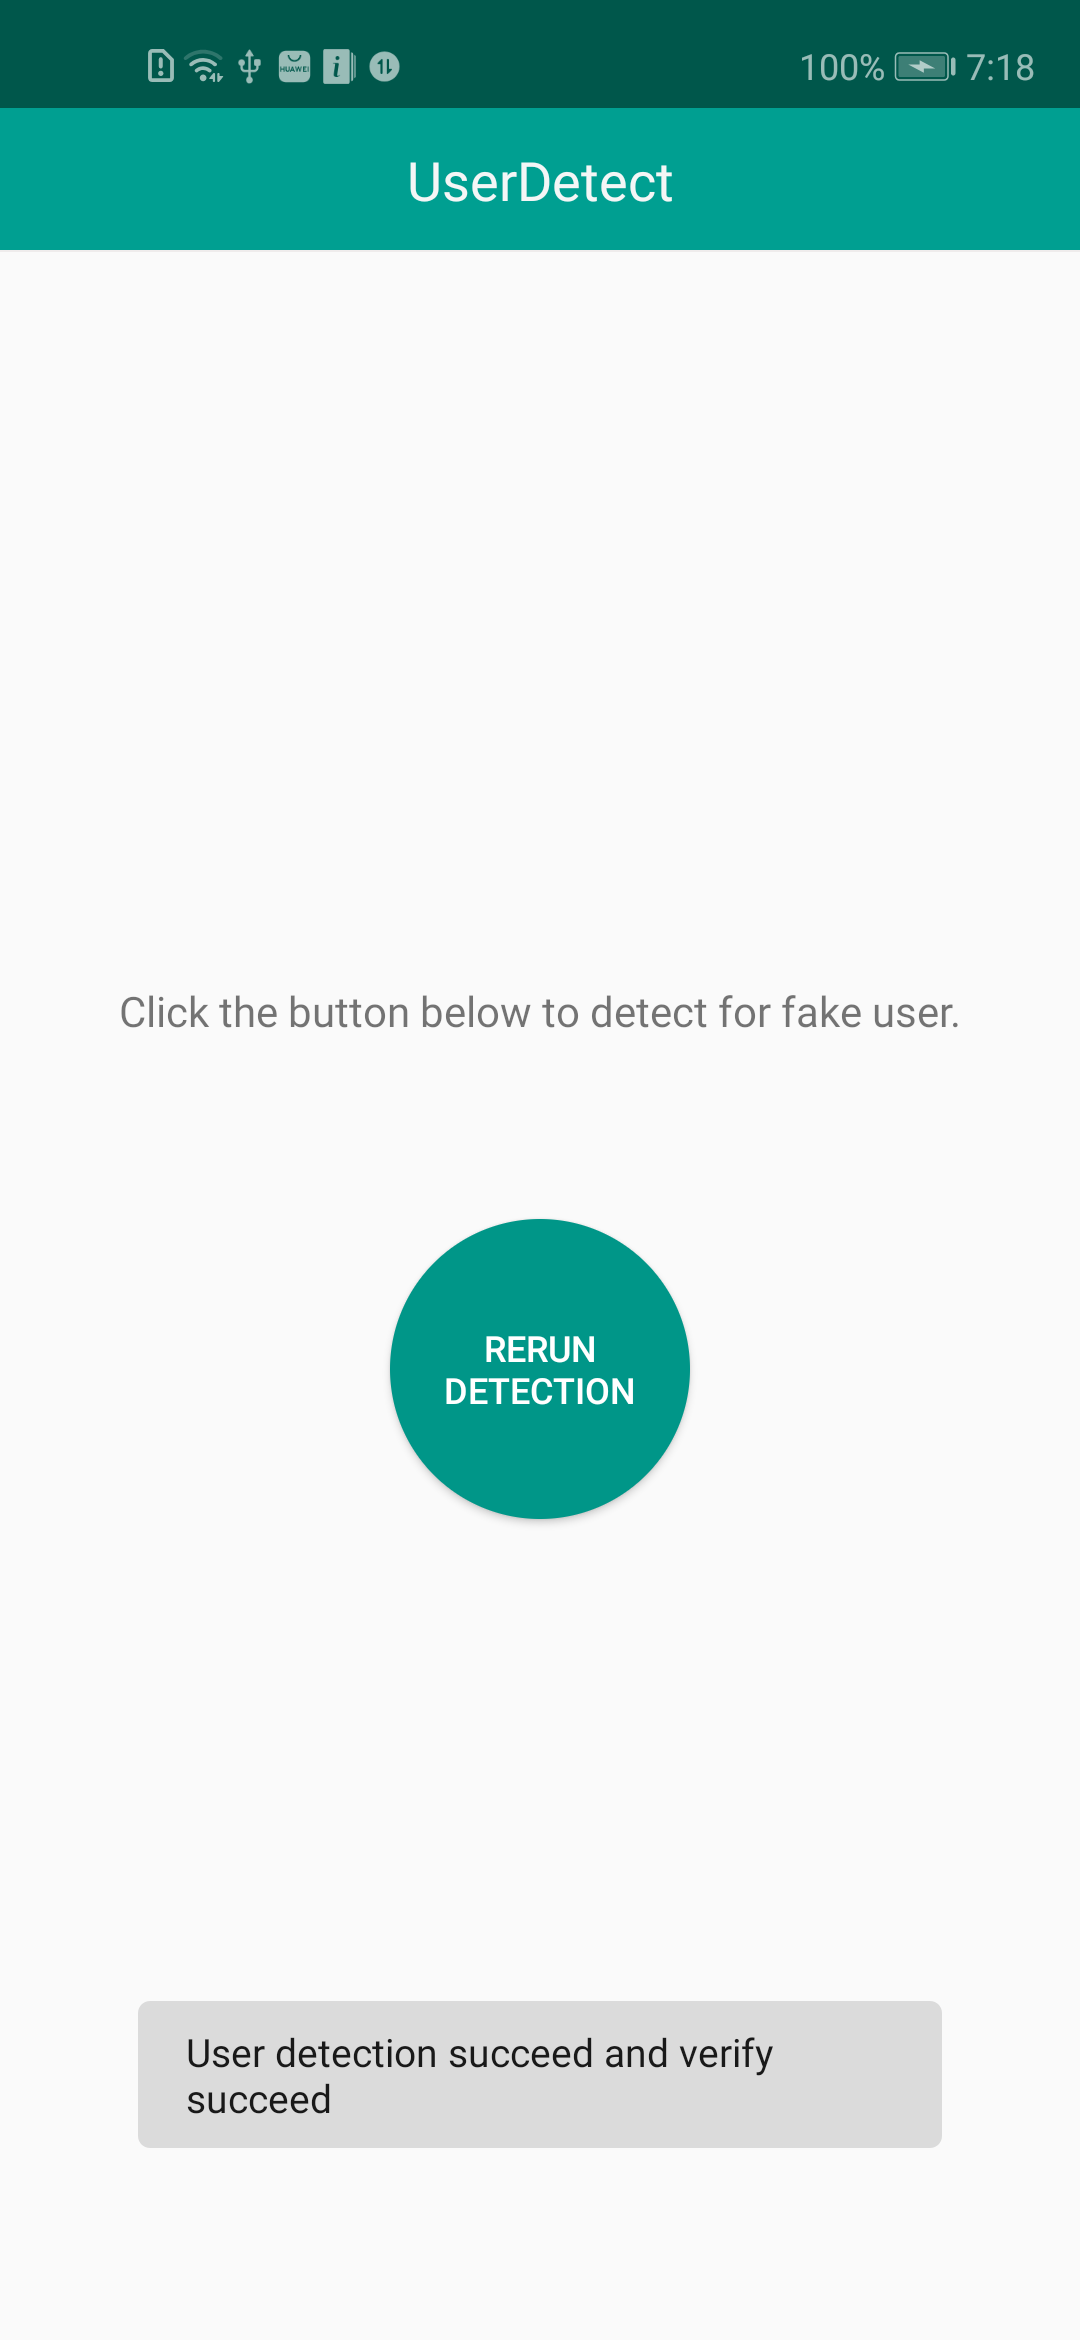 HUAWEI
100% 7:18
UserDetect
Click the button below to detect for fake user.
RERUN
DETECTION
User detection succeed and verify
succeed